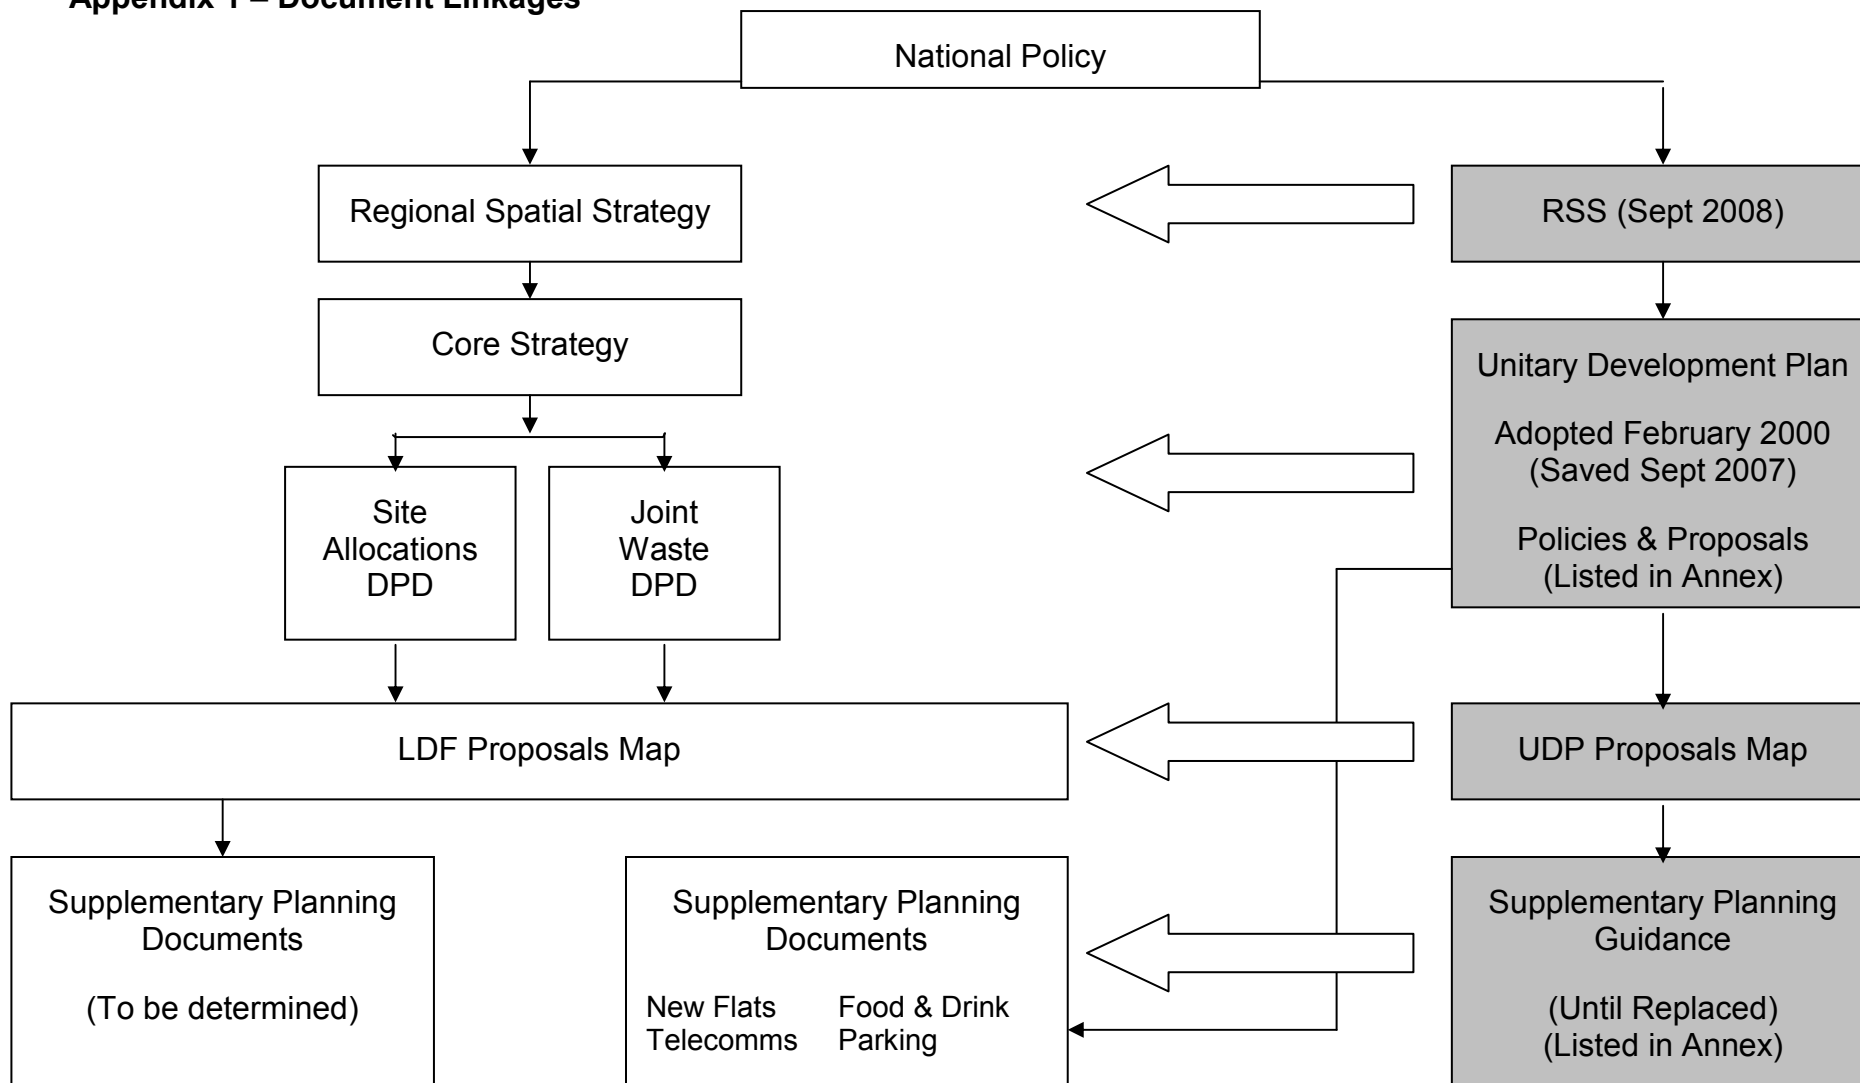 Appendix 1 – Document Linkages
National Policy
Regional Spatial Strategy
RSS (Sept 2008)
Core Strategy
Unitary Development Plan
Adopted February 2000
(Saved Sept 2007)
Policies & Proposals
(Listed in Annex)
Site
Allocations
DPD
Joint
Waste
DPD
LDF Proposals Map
UDP Proposals Map
Supplementary Planning
Documents
(To be determined)
Supplementary Planning
Documents
New Flats Food & Drink
Telecomms Parking
Supplementary Planning
Guidance
(Until Replaced)
(Listed in Annex)